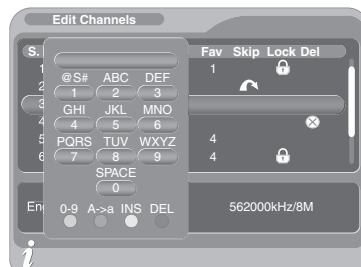 Edit Channels
S. Fav Skip Lock Del
1 1
2
3
4
5 4
6 4
@S# ABC DEF
1 2 3
GHI JKL MNO
4 5 6
PQRS TUV WXYZ
7 8 9
SPACE
0
0-9 A->a INS DEL
562000kHz/8M
i